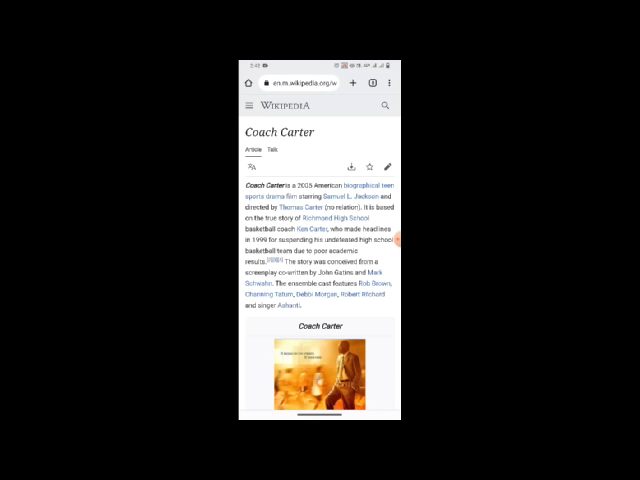 3:43
en.m.wikipedia.org/w
WIKIPEDIA
Coach Carter
Article Talk
Coach Carter is a 2005 American biographical teen
sports drama film starring Samuel L. Jackson and
directed by Thomas Carter (no relation). It is based
on the true story of Richmond High School
basketball coach Ken Carter, who made headlines
in 1999 for suspending his undefeated high school
basketball team due to poor academic
results. The story was conceived from a
screenplay co-written by John Gatins and Mark
Schwahn. The ensemble cast features Rob Brown,
Channing Tatum, Debbi Morgan, Robert Ri'chard
and singer Ashanti.
Coach Carter